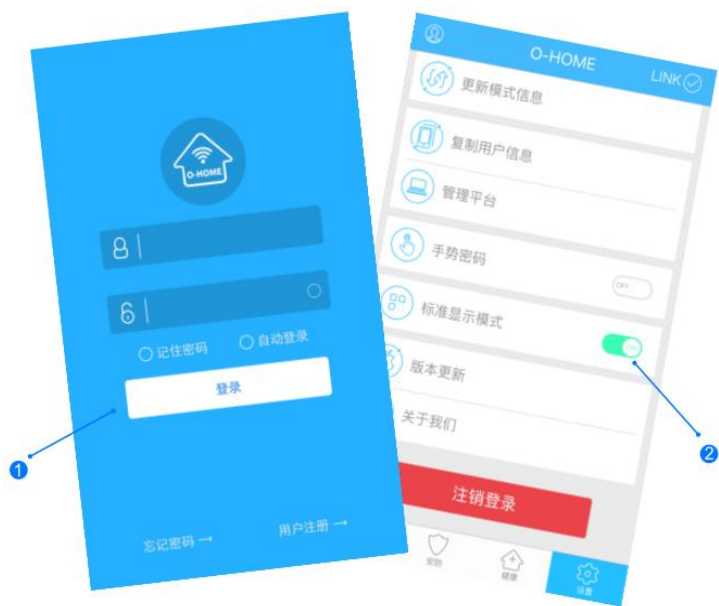 O-HOME
记住密码
自动登录
登录
忘记密码 →
用户注册 →
1
O-HOME
LINK
更新模式信息
复制用户信息
管理平台
手势密码
OFF
标准显示模式
版本更新
关于我们
注销登录
安防
健康
设置
2